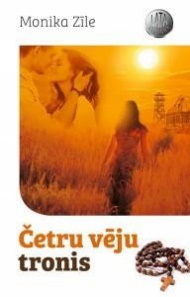 Monika Zīle
LATA
Četru vēju
tronis